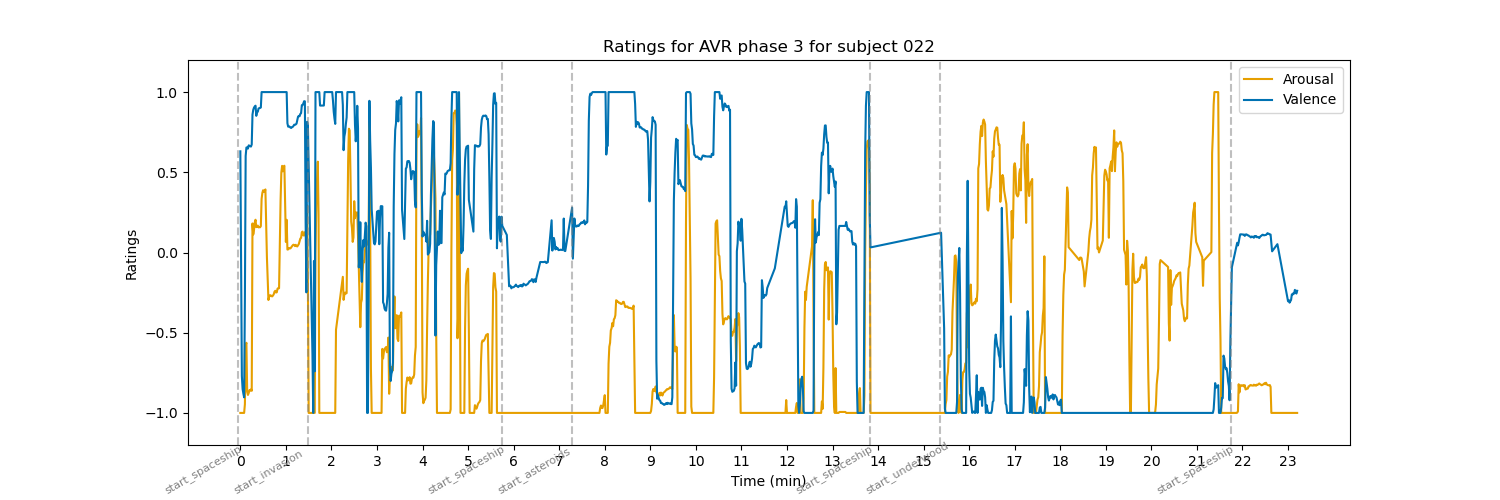 Ratings for AVR phase 3 for subject 022
Arousal
Valence
Ratings
1.0
0.5
0.0
−0.5
−1.0
0 1 2 3 4 5 6 7 8 9 10 11 12 13 14 15 16 17 18 19 20 21 22 23
start_spaceship
start_invasion
start_spaceship
start_asteroids
start_spaceship
start_underwood
start_spaceship
Time (min)